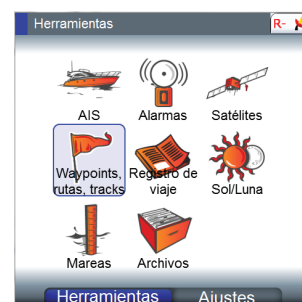 Herramientas
R-
AIS
Alarmas
Satélites
Waypoints, rutas, tracks
Registro de viaje
Sol/Luna
Mareas
Archivos
Herramientas
Ajustes